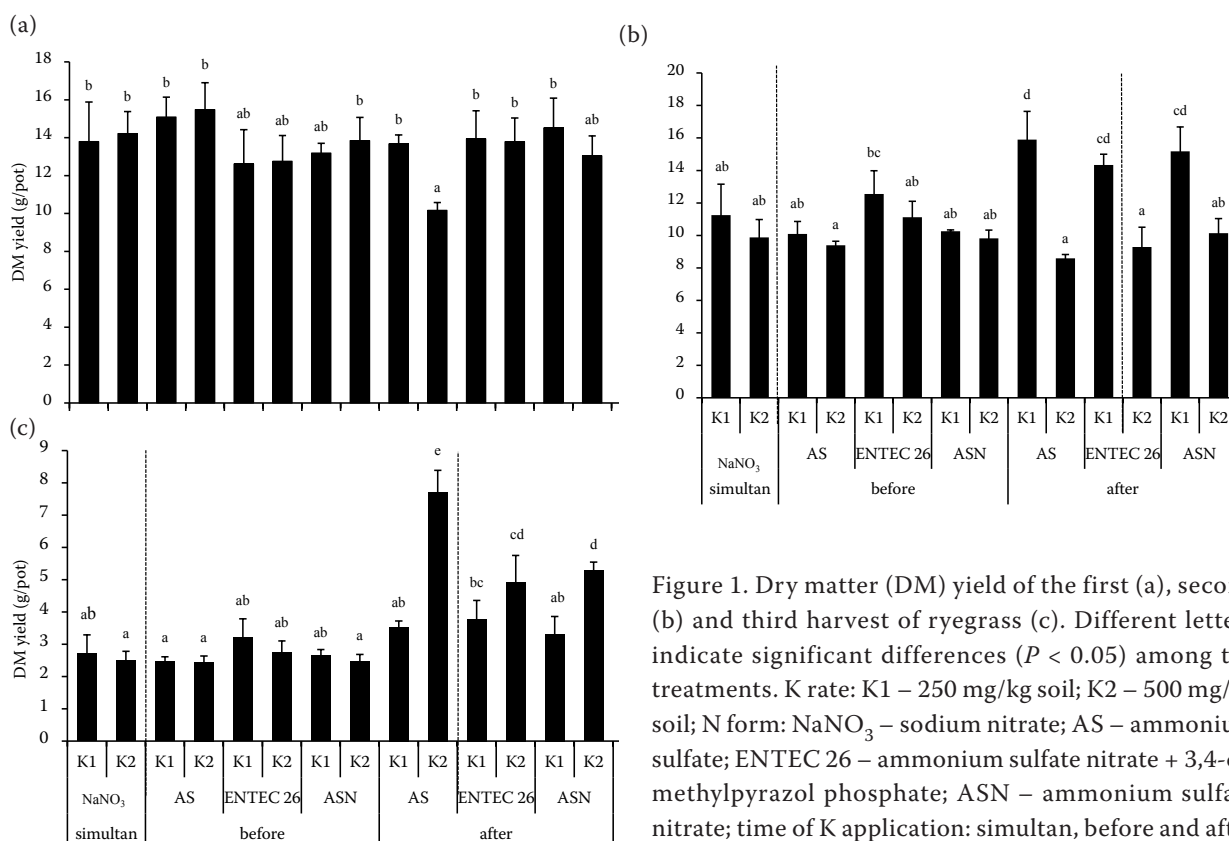 (a)
18
16
14
12
10
8
6
4
2
0
DM yield (g/pot)
b b b b ab ab ab b b a b b b ab
(b)
20
18
16
14
12
10
8
6
4
2
0
ab ab ab a bc ab ab ab d a cd a cd ab
K1 K2 K1 K2 K1 K2 K1 K2 K1 K2 K1 K2 K1 K2
NaNO3 AS ENTEC 26 ASN AS ENTEC 26 ASN
simultan before after
(c)
9
8
7
6
5
4
3
2
1
0
DM yield (g/pot)
ab a a a ab ab ab a ab e bc cd ab d
K1 K2 K1 K2 K1 K2 K1 K2 K1 K2 K1 K2 K1 K2
NaNO3 AS ENTEC 26 ASN AS ENTEC 26 ASN
simultan before after
Figure 1. Dry matter (DM) yield of the first (a),
(b) and third harvest of ryegrass (c). Different
indicate significant differences (P < 0.05) among
treatments. K rate: K1 – 250 mg/kg soil; K2 – 500
soil; N form: NaNO3 – sodium nitrate; AS –
sulfate; ENTEC 26 – ammonium sulfate nitrate +
methylpyrazol phosphate; ASN – ammonium
nitrate; time of K application: simultan, before and